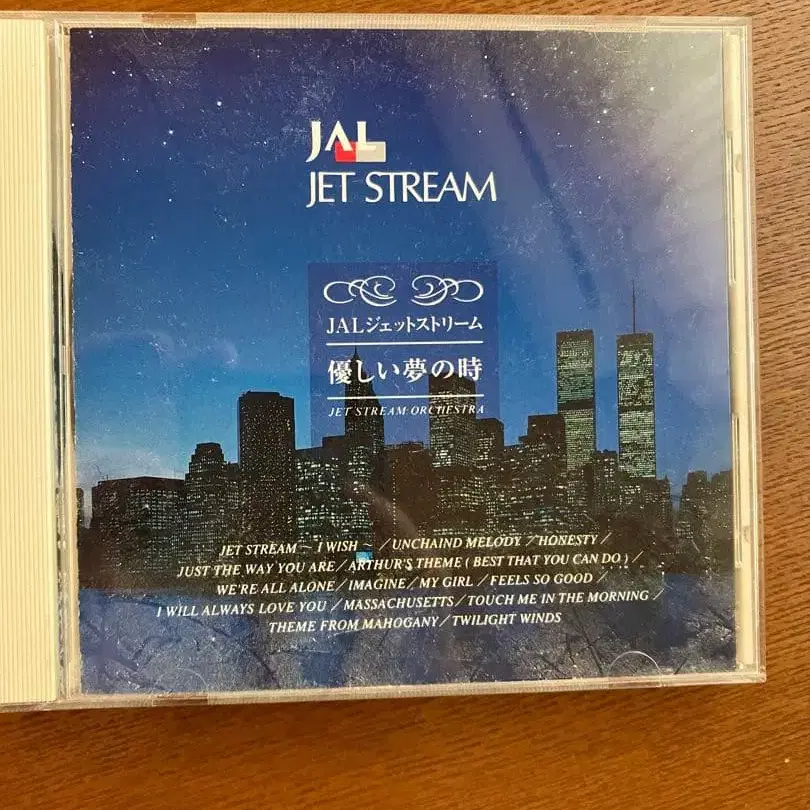 JAL
JET STREAM
JALジェットストリーム
優しい夢の時
JET STREAM ORCHESTRA
JET STREAM ~ I WISH ~ / UNCHAIND MELODY / HONESTY /
JUST THE WAY YOU ARE / ARTHUR'S THEME ( BEST THAT YOU CAN DO ) /
WE'RE ALL ALONE / IMAGINE / MY GIRL / FEELS SO GOOD /
I WILL ALWAYS LOVE YOU / MASSACHUSETTS / TOUCH ME IN THE MORNING /
THEME FROM MAHOGANY / TWILIGHT WINDS